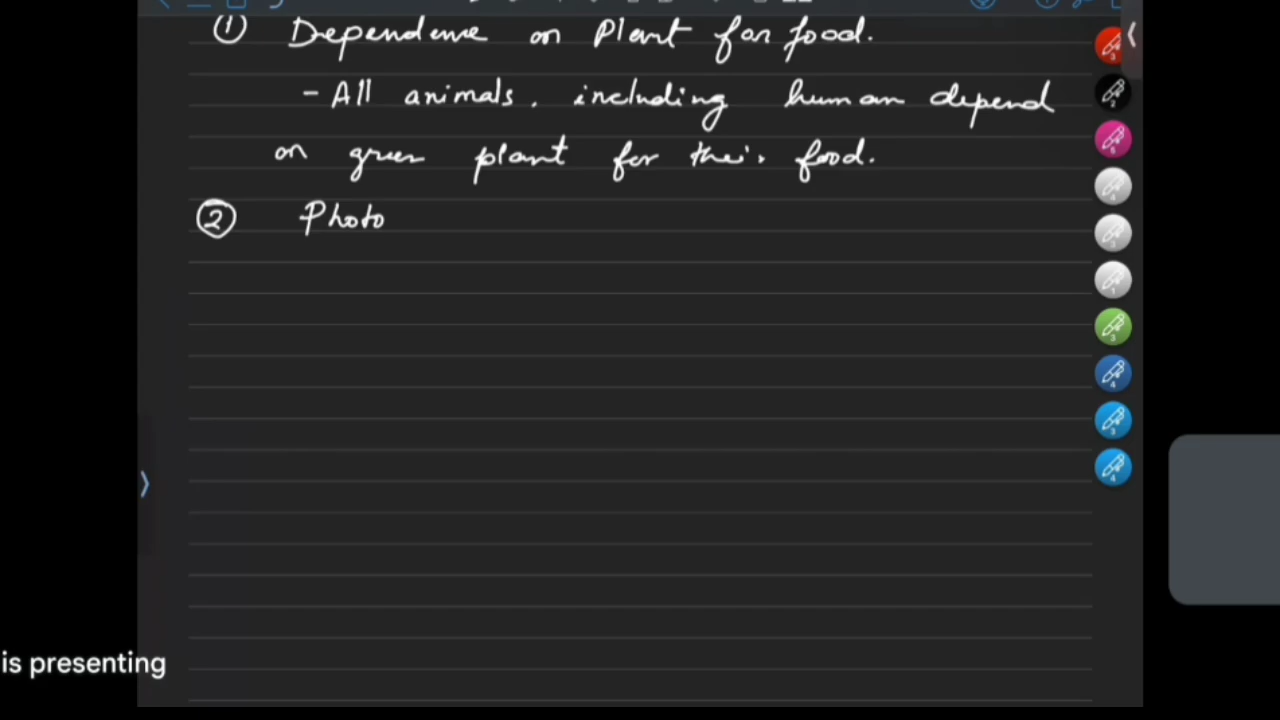 ① Dependence on Plant for food.
- All animals, including human depend
on green plant for their food.
② Photo
is presenting